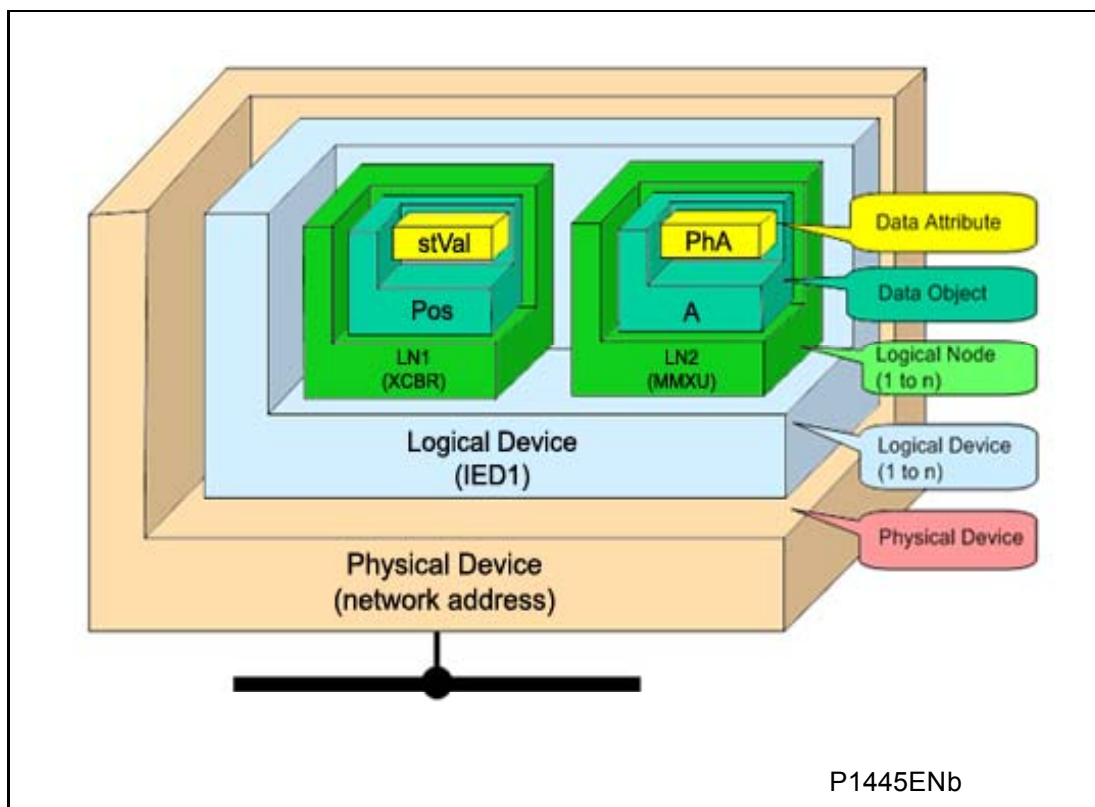 stVal
Pos
LN1
(XCBR)
PhA
A
LN2
(MMXU)
Logical Device
(IED1)
Physical Device
(network address)
Data Attribute
Data Object
Logical Node
(1 to n)
Logical Device
(1 to n)
Physical Device
P1445ENb